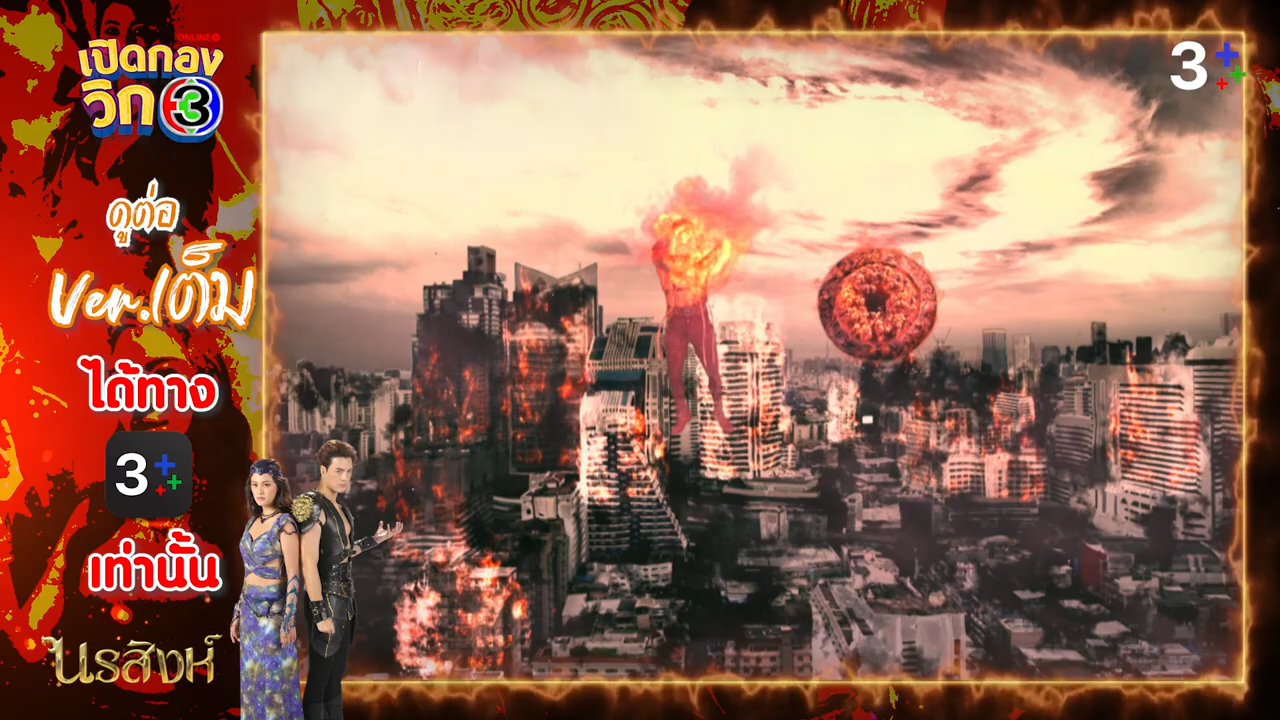 ONLINE
เปิดกอง
วิก 3
3
ดูต่อ
Ver.เต็ม
ได้ทาง
3
เท่านั้น
นรสิงห์